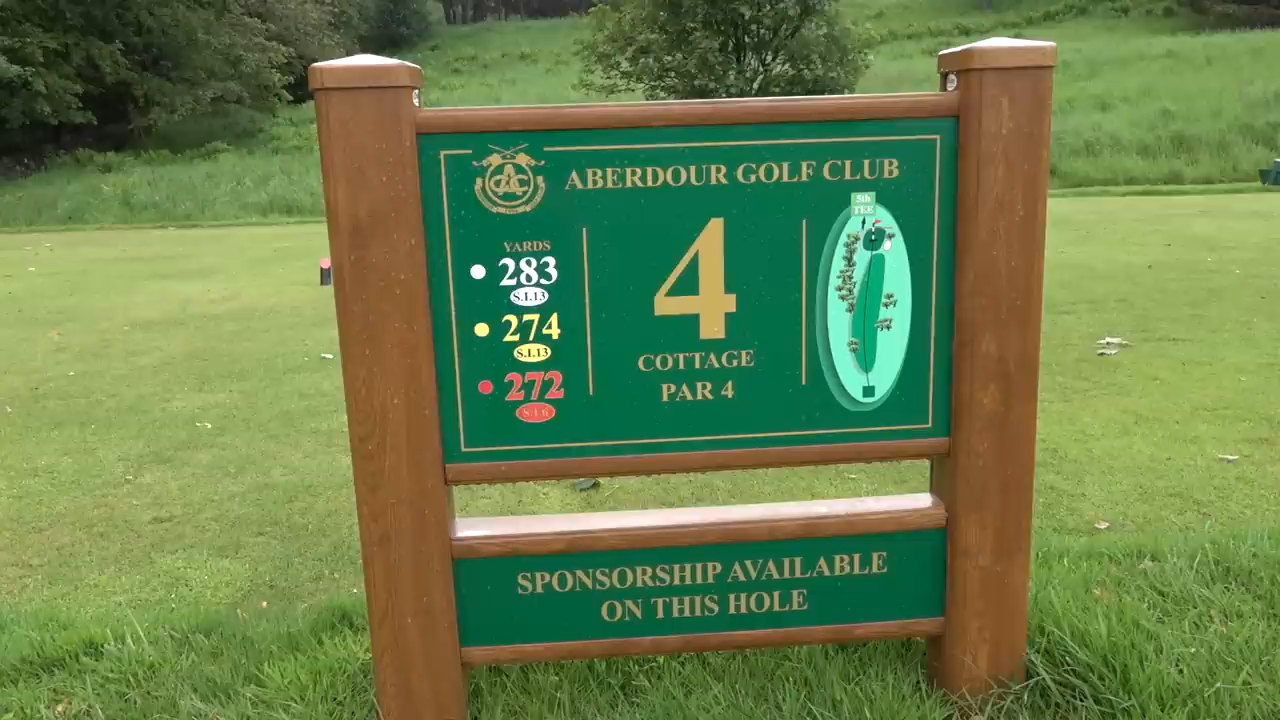 ABERDOUR GOLF CLUB
YARDS
283
S.I.13
274
S.I.13
272
S.I.6
4
COTTAGE
PAR 4
5th
TEE
SPONSORSHIP AVAILABLE
ON THIS HOLE